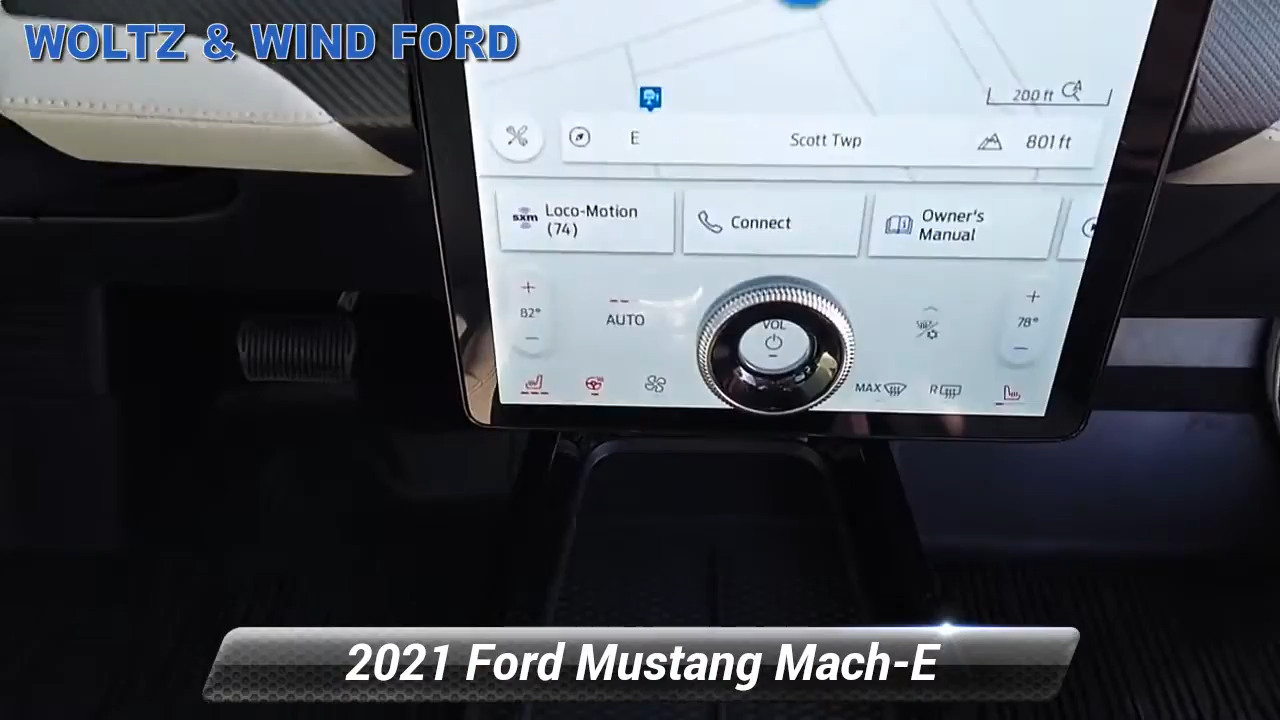 WOLTZ & WIND FORD
200 ft
E Scott Twp 801 ft
sxm Loco-Motion (74)
Connect
Owner's Manual
+
82°
−
AUTO
VOL
+
78°
−
MAX
R
2021 Ford Mustang Mach-E